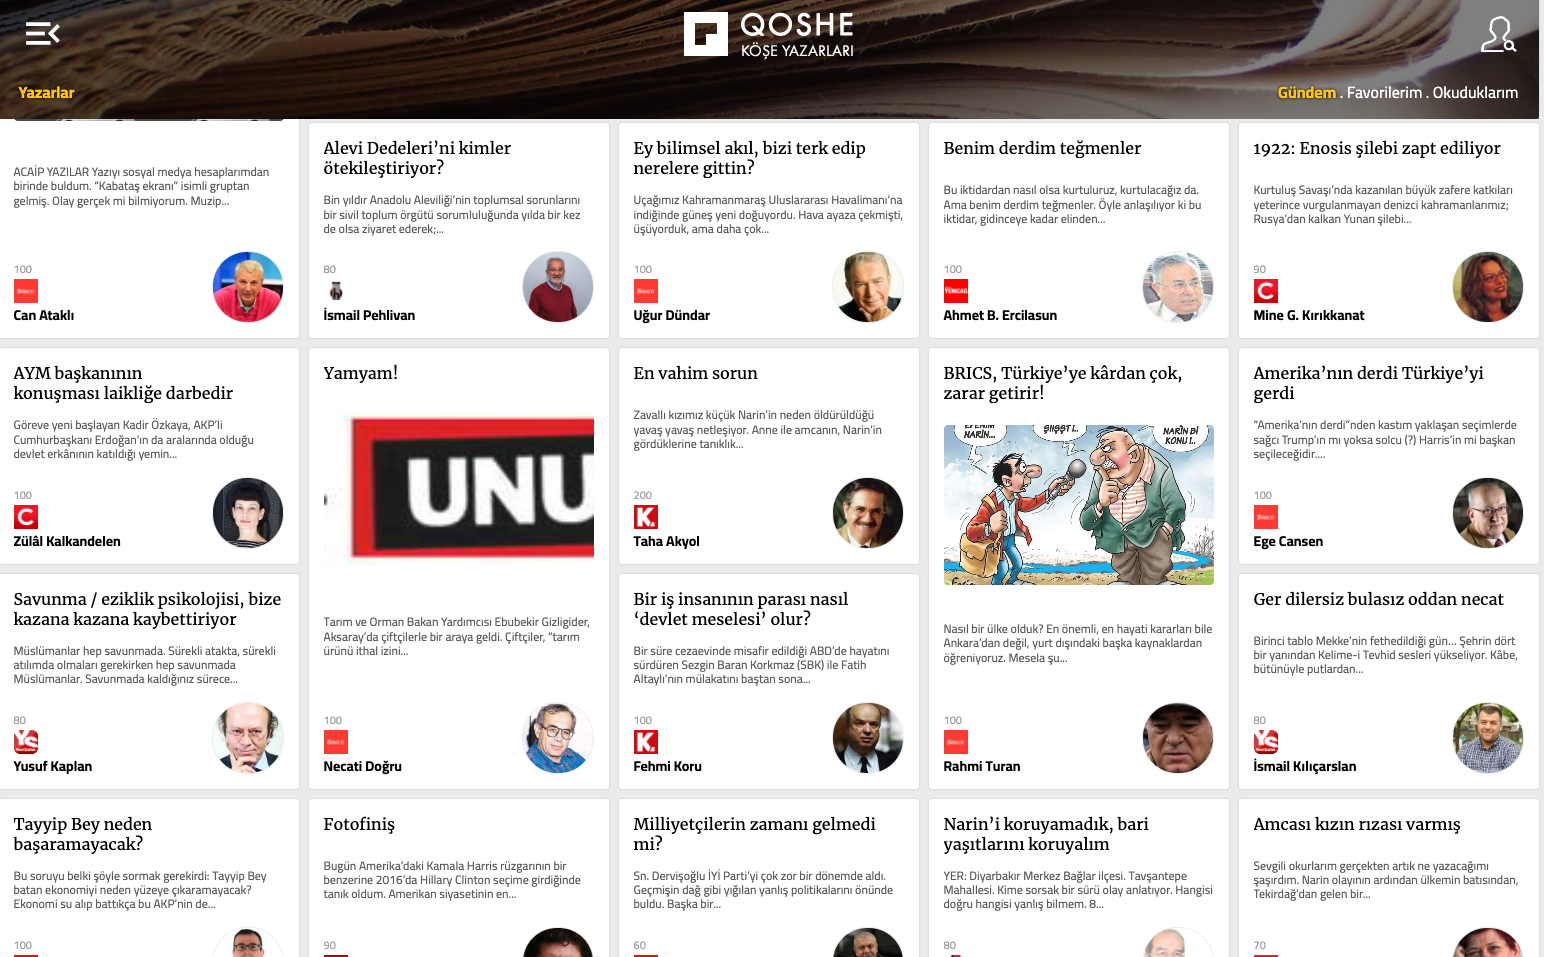 QOSHE
KÖŞE YAZARLARI
Yazarlar
Gündem . Favorilerim . Okuduklarım
ACAİP YAZILAR Yazıyı sosyal medya hesaplarımdan
birinde buldum. “Kabataş ekranı” isimli gruptan
gelmiş. Olay gerçek mi bilmiyorum. Muzip...
100
Can Ataklı
Alevi Dedeleri’ni kimler
ötekileştiriyor?
Bin yıldır Anadolu Aleviliği’nin toplumsal sorunlarını
bir sivil toplum örgütü sorumluluğunda yılda bir kez
de olsa ziyaret ederek;...
80
İsmail Pehlivan
Ey bilimsel akıl, bizi terk edip
nerelere gittin?
Uçağımız Kahramanmaraş Uluslararası Havalimanı’na
indiğinde güneş yeni doğuyordu. Hava ayaza çekmişti,
üşüyorduk, ama daha çok...
100
Uğur Dündar
Benim derdim teğmenler
Bu iktidardan nasıl olsa kurtuluruz, kurtulacağız da.
Ama benim derdim teğmenler. Öyle anlaşılıyor ki bu
iktidar, gidinceye kadar elinden...
100
YENİÇAĞ
Ahmet B. Ercilasun
1922: Enosis şilebi zapt ediliyor
Kurtuluş Savaşı’nda kazanılan büyük zafere katkıları
yeterince vurgulanmayan denizci kahramanlarımız;
Rusya’dan kalkan Yunan şilebi...
90
C
Mine G. Kırıkkanat
AYM başkanının
konuşması laikliğe darbedir
Göreve yeni başlayan Kadir Özkaya, AKP’li
Cumhurbaşkanı Erdoğan’ın da aralarında olduğu
devlet erkânının katıldığı yemin...
100
C
Zülâl Kalkandelen
Yamyam!
UNU
Tarım ve Orman Bakan Yardımcısı Ebubekir Gizligider,
Aksaray’da çiftçilerle bir araya geldi. Çiftçiler, “tarım
ürünü ithal izini...
100
Necati Doğru
En vahim sorun
Zavallı kızımız küçük Narin’in neden öldürüldüğü
yavaş yavaş netleşiyor. Anne ile amcanın, Narin’in
gördüklerine tanıklık...
200
K.
Taha Akyol
BRICS, Türkiye’ye kârdan çok,
zarar getirir!
NARİN...
ŞIIŞŞT !..
NARİN Bİ
KONU !..
Nasıl bir ülke olduk? En önemli, en hayati kararları bile
Ankara’dan değil, yurt dışındaki başka kaynaklardan
öğreniyoruz. Mesela şu...
100
Rahmi Turan
Amerika’nın derdi Türkiye’yi
gerdi
“Amerika’nın derdi”nden kastım yaklaşan seçimlerde
sağcı Trump’ın mı yoksa solcu (?) Harris’in mi başkan
seçileceğidir....
100
Ege Cansen
Savunma / eziklik psikolojisi, bize
kazana kazana kaybettiriyor
Müslümanlar hep savunmada. Sürekli atakta, sürekli
atılımda olmaları gerekirken hep savunmada
Müslümanlar. Savunmada kaldığınız sürece...
80
YS
Yusuf Kaplan
Bir iş insanının parası nasıl
‘devlet meselesi’ olur?
Bir süre cezaevinde misafir edildiği ABD’de hayatını
sürdüren Sezgin Baran Korkmaz (SBK) ile Fatih
Altaylı’nın mülakatını baştan sona...
100
K.
Fehmi Koru
Ger dilersiz bulasız oddan necat
Birinci tablo Mekke’nin fethedildiği gün... Şehrin dört
bir yanından Kelime-i Tevhid sesleri yükseliyor. Kâbe,
bütünüyle putlardan...
80
YS
İsmail Kılıçarslan
Tayyip Bey neden
başaramayacak?
Bu soruyu belki şöyle sormak gerekirdi: Tayyip Bey
batan ekonomiyi neden yüzeye çıkaramayacak?
Ekonomi su alıp battıkça bu AKP’nin de...
100
Fotofiniş
Bugün Amerika’daki Kamala Harris rüzgarının bir
benzerine 2016’da Hillary Clinton seçime girdiğinde
tanık oldum. Amerikan siyasetinin en...
90
Milliyetçilerin zamanı gelmedi
mi?
Sn. Dervişoğlu İYİ Parti’yi çok zor bir dönemde aldı.
Geçmişin dağ gibi yığılan yanlış politikalarını önünde
buldu. Başka bir...
60
Narin’i koruyamadık, bari
yaşıtlarını koruyalım
YER: Diyarbakır Merkez Bağlar ilçesi. Tavşantepe
Mahallesi. Kime sorsak bir sürü olay anlatıyor. Hangisi
doğru hangisi yanlış bilmem. 8...
80
Amcası kızın rızası varmış
Sevgili okurlarım gerçekten artık ne yazacağımı
şaşırdım. Narin olayının ardından ülkemin batısından,
Tekirdağ’dan gelen bir...
70